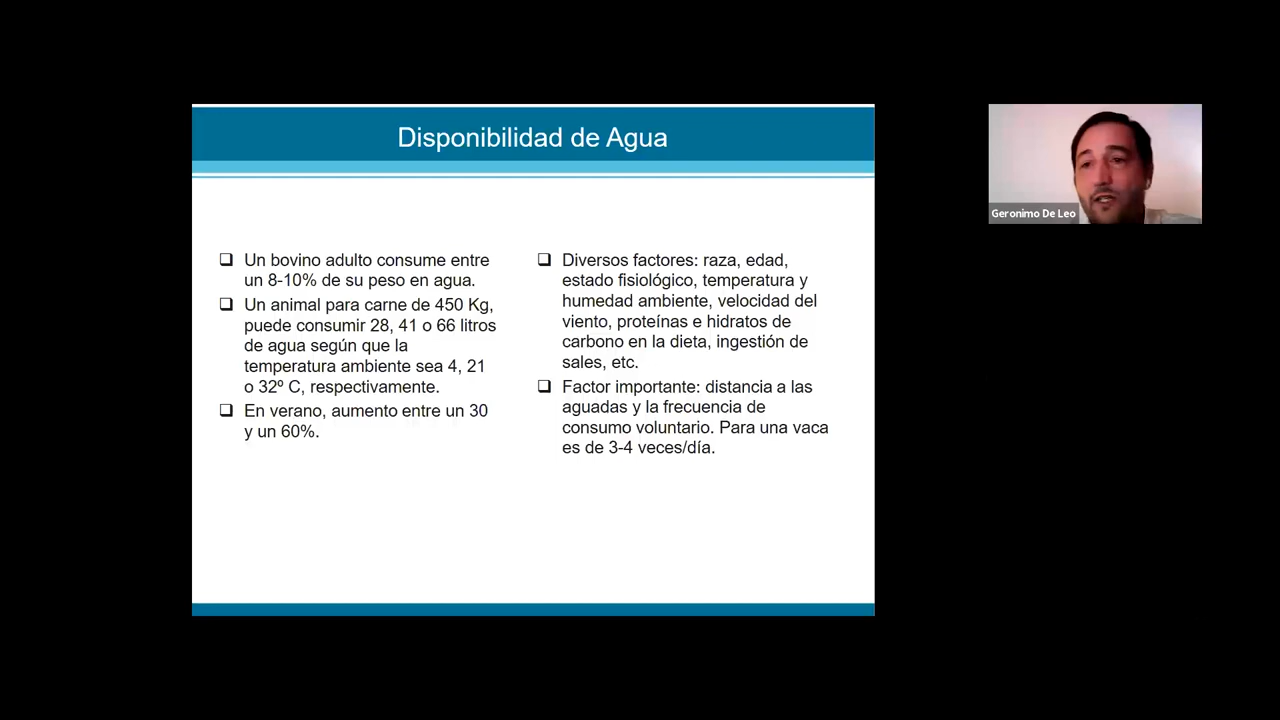 Disponibilidad de Agua
❑ Un bovino adulto consume entre
un 8-10% de su peso en agua.
❑ Un animal para carne de 450 Kg,
puede consumir 28, 41 o 66 litros
de agua según que la
temperatura ambiente sea 4, 21
o 32º C, respectivamente.
❑ En verano, aumento entre un 30
y un 60%.
❑ Diversos factores: raza, edad,
estado fisiológico, temperatura y
humedad ambiente, velocidad del
viento, proteínas e hidratos de
carbono en la dieta, ingestión de
sales, etc.
❑ Factor importante: distancia a las
aguadas y la frecuencia de
consumo voluntario. Para una vaca
es de 3-4 veces/día.
Geronimo De Leo